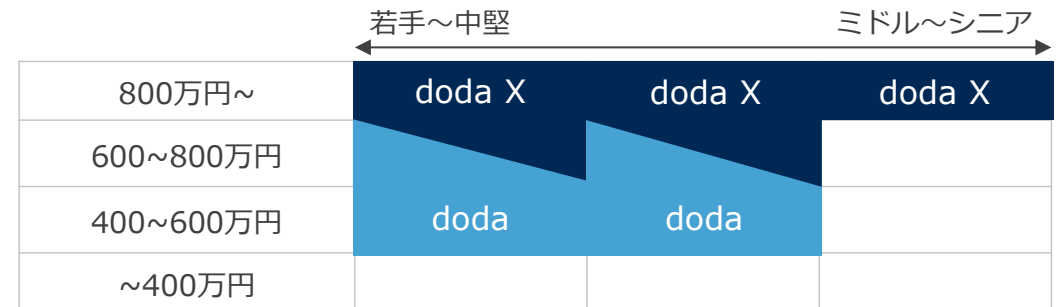 若手～中堅 ミドル～シニア
800万円~ doda X doda X doda X
600~800万円
400~600万円 doda doda
~400万円